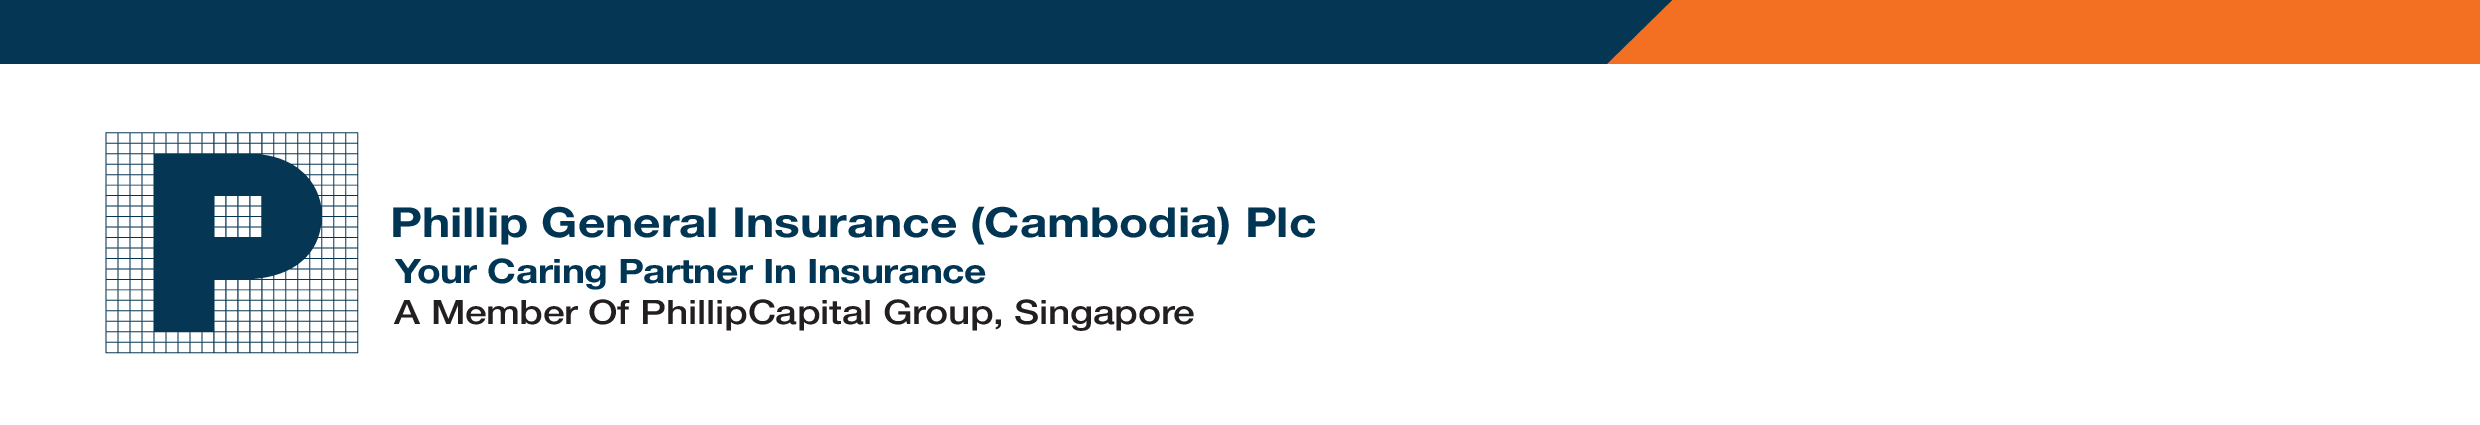 P
Phillip General Insurance (Cambodia) Plc
Your Caring Partner In Insurance
A Member Of PhillipCapital Group, Singapore